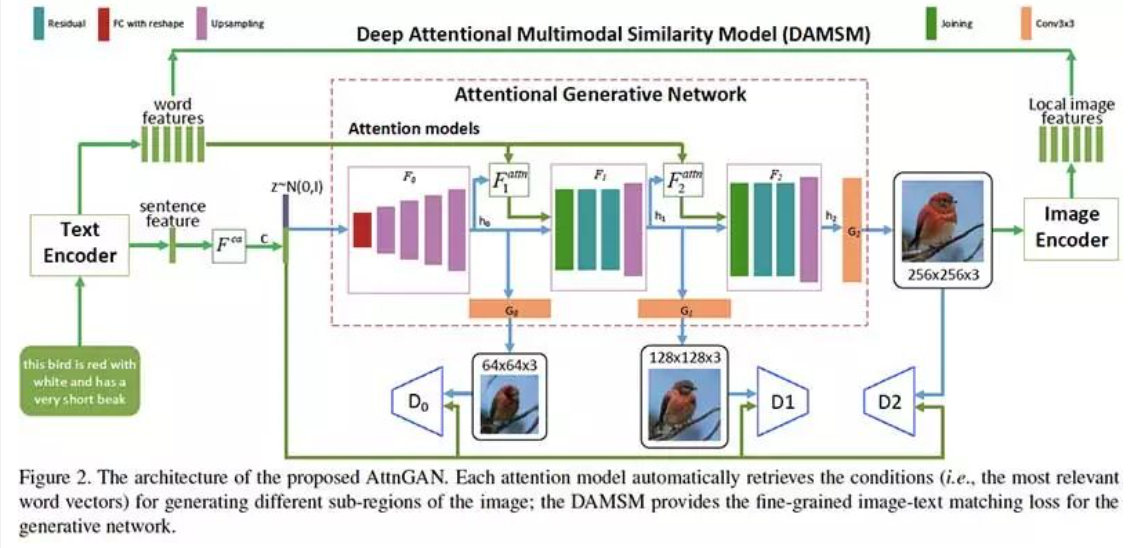 Residual
FC with reshape
Upsampling
Joining
Conv3x3
Deep Attentional Multimodal Similarity Model (DAMSM)
word
features
Attentional Generative Network
Attention models
Local image
features
Z~N(0,I)
F₀
F₁ᵃᵗᵗⁿ
F₁
F₂ᵃᵗᵗⁿ
F₂
Text
Encoder
sentence
feature
Fᶜᵃ
c
h₀
h₁
h₂
G₂
256x256x3
Image
Encoder
G₀
G₁
this bird is red with
white and has a
very short beak
64x64x3
128x128x3
D₀
D1
D2
Figure 2. The architecture of the proposed AttnGAN. Each attention model automatically retrieves the conditions (i.e., the most relevant
word vectors) for generating different sub-regions of the image; the DAMSM provides the fine-grained image-text matching loss for the
generative network.